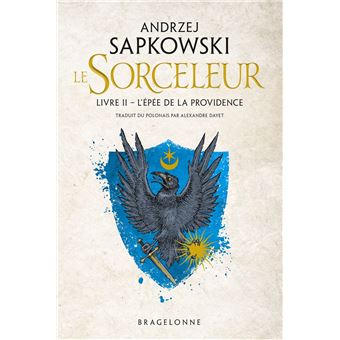 ANDRZEJ
SAPKOWSKI
LE SORCELEUR
LIVRE II – L'ÉPÉE DE LA PROVIDENCE
TRADUIT DU POLONAIS PAR ALEXANDRE DAYET
BRAGELONNE